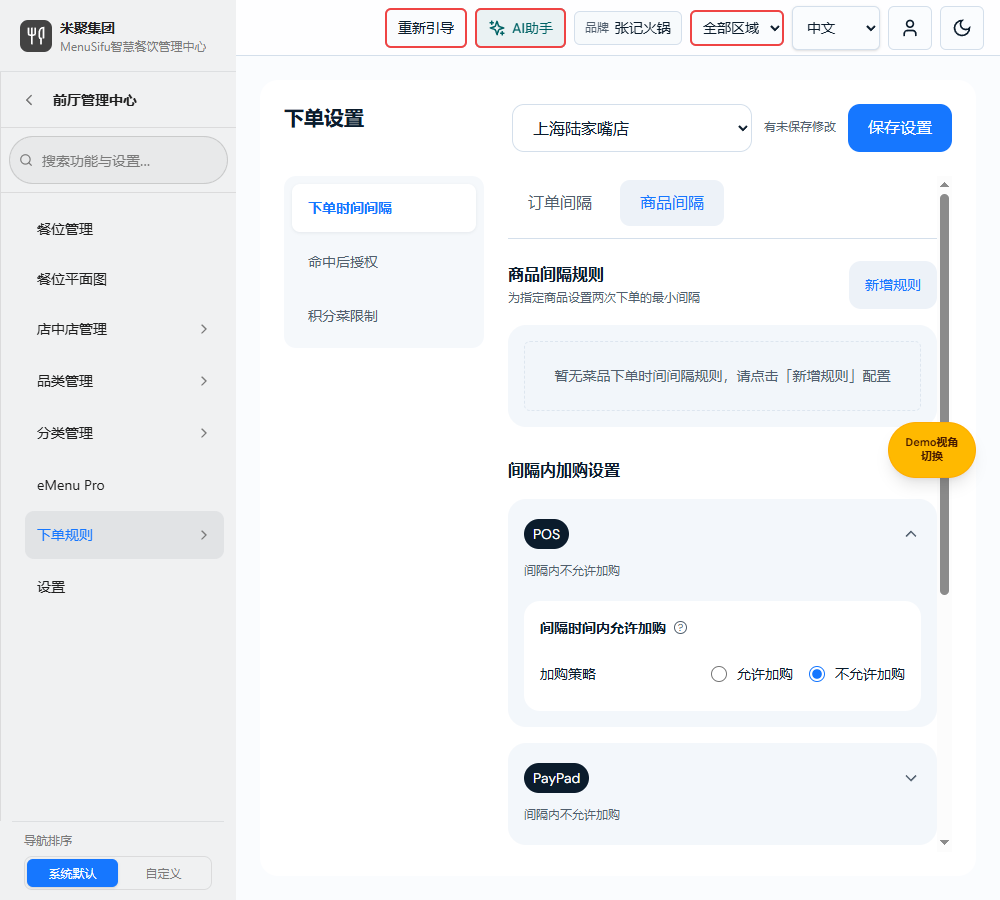 米聚集团
MenuSifu智慧餐饮管理中心
重新引导
AI助手
品牌 张记火锅
全部区域
中文
前厅管理中心
搜索功能与设置...
餐位管理
餐位平面图
店中店管理
品类管理
分类管理
eMenu Pro
下单规则
设置
导航排序
系统默认
自定义
下单设置
上海陆家嘴店
有未保存修改
保存设置
下单时间间隔
命中后授权
积分菜限制
订单间隔
商品间隔
商品间隔规则
为指定商品设置两次下单的最小间隔
新增规则
暂无菜品下单时间间隔规则，请点击「新增规则」配置
Demo视角
切换
间隔内加购设置
POS
间隔内不允许加购
间隔时间内允许加购 ?
加购策略
允许加购
不允许加购
PayPad
间隔内不允许加购